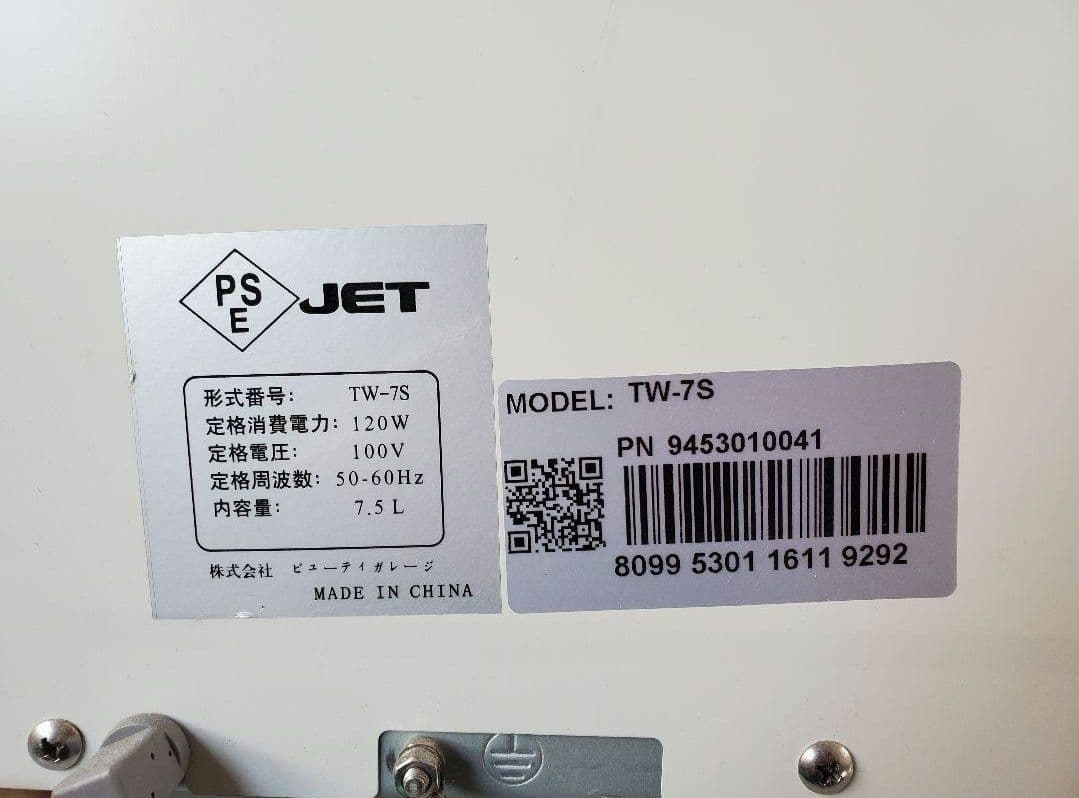 PSE JET
形式番号: TW-7S
定格消費電力: 120W
定格電圧: 100V
定格周波数: 50-60Hz
内容量: 7.5L
株式会社 ビューティガレージ
MADE IN CHINA
MODEL: TW-7S
PN 9453010041
8099 5301 1611 9292